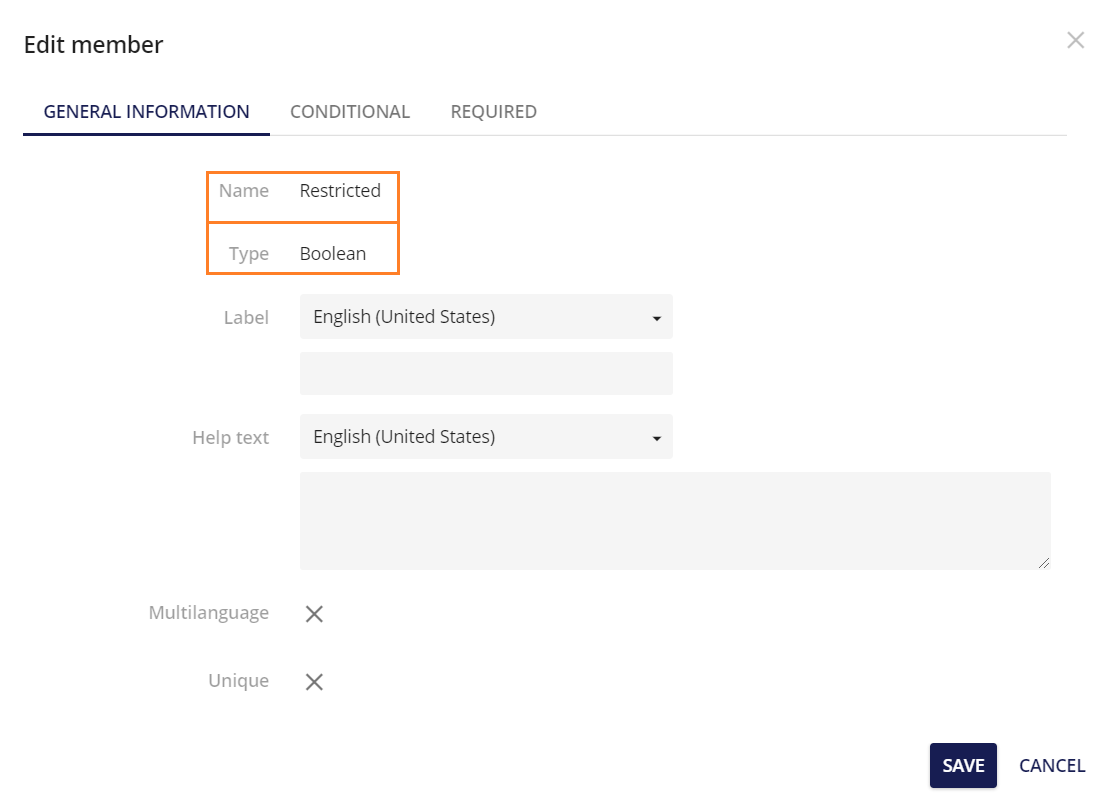 Edit member
GENERAL INFORMATION CONDITIONAL REQUIRED
Name Restricted
Type Boolean
Label English (United States)
Help text English (United States)
Multilanguage
Unique
SAVE CANCEL